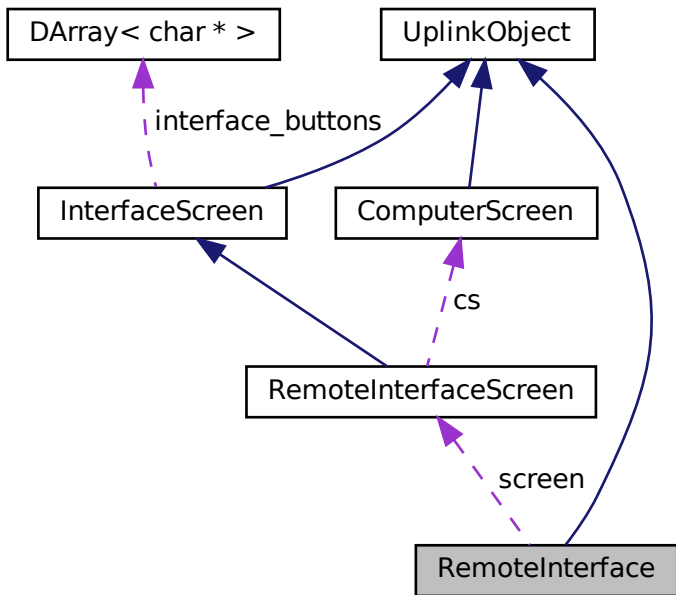 DArray< char * >
UplinkObject
interface_buttons
InterfaceScreen
ComputerScreen
cs
RemoteInterfaceScreen
screen
RemoteInterface